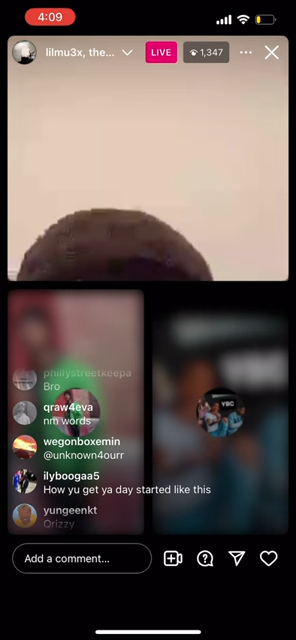 4:09
lilmu3x, the...
LIVE
1,347
YBC
phillystreetkeepa
Bro
qraw4eva
nm words
wegonboxemin
@unknown4ourr
ilyboogaa5
How yu get ya day started like this
yungeenkt
Orizzy
Add a comment...